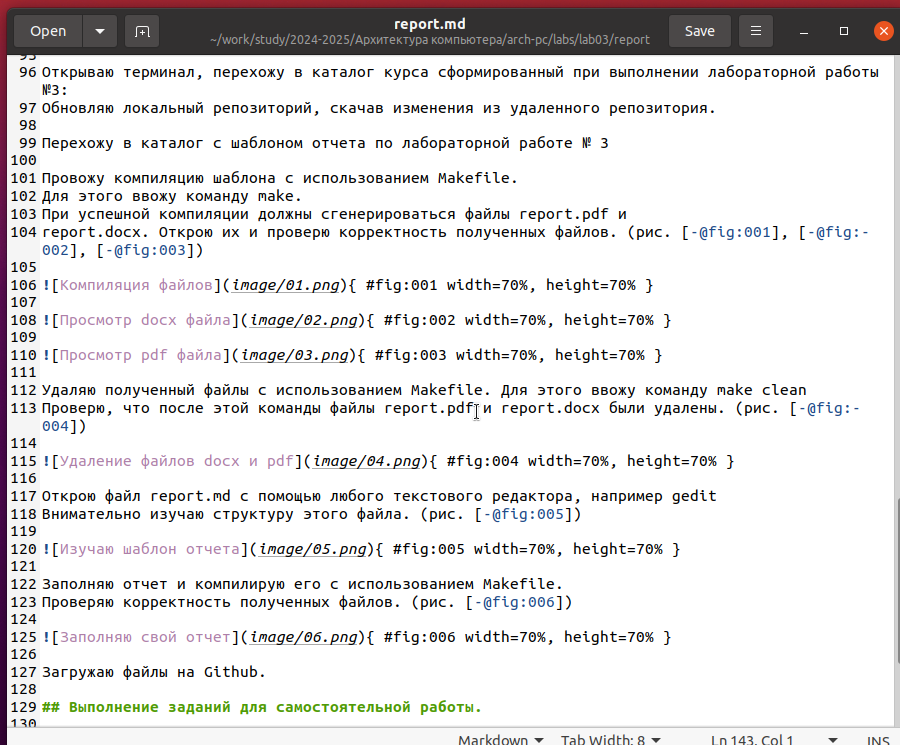 Open
report.md
~/work/study/2024-2025/Архитектура компьютера/arch-pc/labs/lab03/report
Save
95
96 Открываю терминал, перехожу в каталог курса сформированный при выполнении лабораторной работы
№3:
97 Обновляю локальный репозиторий, скачав изменения из удаленного репозитория.
98
99 Перехожу в каталог с шаблоном отчета по лабораторной работе № 3
100
101 Провожу компиляцию шаблона с использованием Makefile.
102 Для этого ввожу команду make.
103 При успешной компиляции должны сгенерироваться файлы report.pdf и
104 report.docx. Открою их и проверю корректность полученных файлов. (рис. [-@fig:001], [-@fig:-
002], [-@fig:003])
105
106 ![Компиляция файлов](image/01.png){ #fig:001 width=70%, height=70% }
107
108 ![Просмотр docx файла](image/02.png){ #fig:002 width=70%, height=70% }
109
110 ![Просмотр pdf файла](image/03.png){ #fig:003 width=70%, height=70% }
111
112 Удаляю полученный файлы с использованием Makefile. Для этого ввожу команду make clean
113 Проверю, что после этой команды файлы report.pdf и report.docx были удалены. (рис. [-@fig:-
004])
114
115 ![Удаление файлов docx и pdf](image/04.png){ #fig:004 width=70%, height=70% }
116
117 Открою файл report.md с помощью любого текстового редактора, например gedit
118 Внимательно изучаю структуру этого файла. (рис. [-@fig:005])
119
120 ![Изучаю шаблон отчета](image/05.png){ #fig:005 width=70%, height=70% }
121
122 Заполняю отчет и компилирую его с использованием Makefile.
123 Проверяю корректность полученных файлов. (рис. [-@fig:006])
124
125 ![Заполняю свой отчет](image/06.png){ #fig:006 width=70%, height=70% }
126
127 Загружаю файлы на Github.
128
129 ## Выполнение заданий для самостоятельной работы.
130
Markdown Tab Width: 8 Ln 143, Col 1 INS